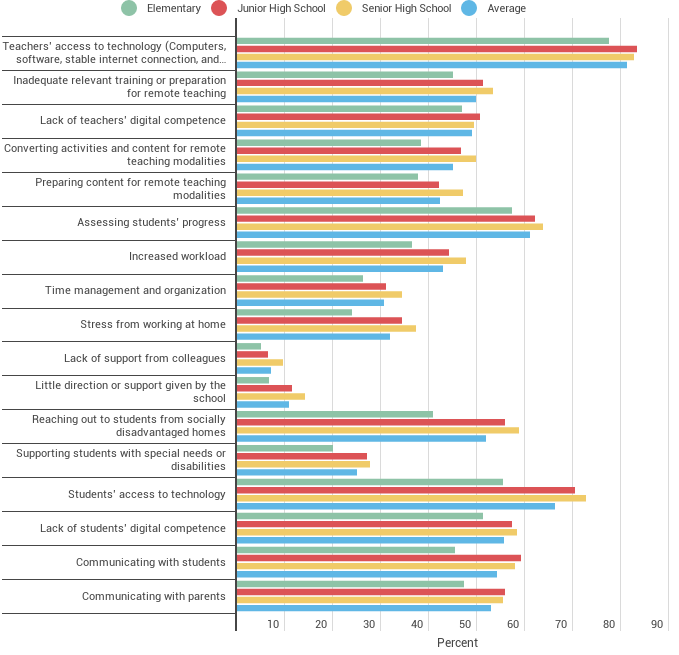 Elementary Junior High School Senior High School Average
Teachers' access to technology (Computers,
software, stable internet connection, and...
Inadequate relevant training or preparation
for remote teaching
Lack of teachers' digital competence
Converting activities and content for remote
teaching modalities
Preparing content for remote teaching
modalities
Assessing students' progress
Increased workload
Time management and organization
Stress from working at home
Lack of support from colleagues
Little direction or support given by the
school
Reaching out to students from socially
disadvantaged homes
Supporting students with special needs or
disabilities
Students' access to technology
Lack of students' digital competence
Communicating with students
Communicating with parents
10 20 30 40 50 60 70 80 90
Percent